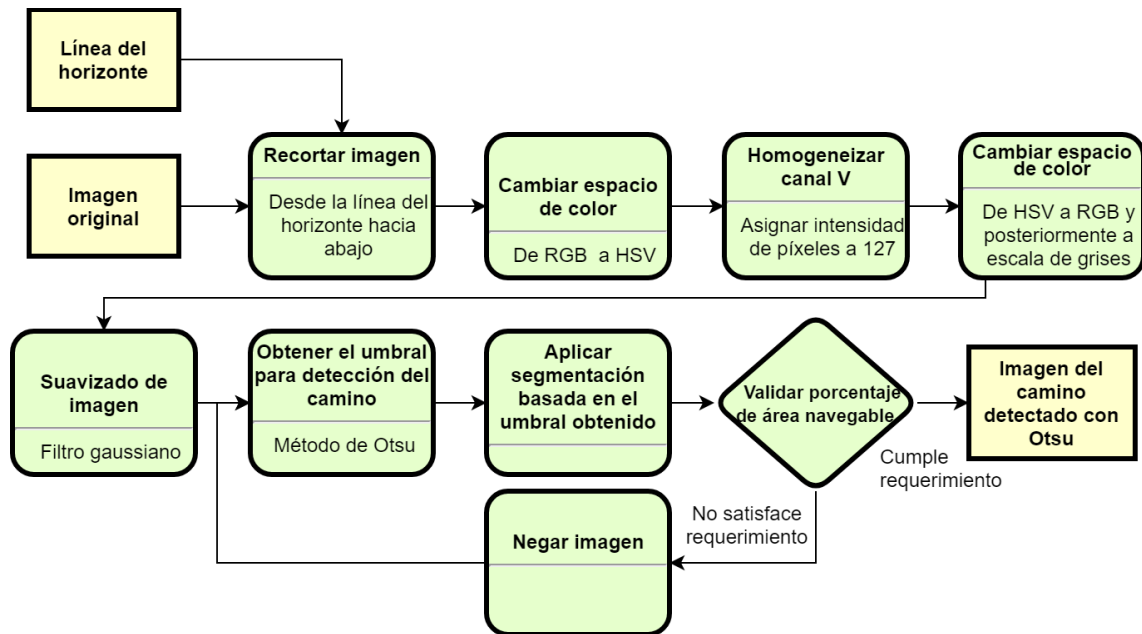 Línea del
horizonte
Imagen
original
Recortar imagen
Desde la línea del
horizonte hacia
abajo
Cambiar espacio
de color
De RGB a HSV
Homogeneizar
canal V
Asignar intensidad
de píxeles a 127
Cambiar espacio
de color
De HSV a RGB y
posteriormente a
escala de grises
Suavizado de
imagen
Filtro gaussiano
Obtener el umbral
para detección del
camino
Método de Otsu
Aplicar
segmentación
basada en el
umbral obtenido
Validar porcentaje
de área navegable
Cumple
requerimiento
Imagen del
camino
detectado con
Otsu
No satisface
requerimiento
Negar imagen